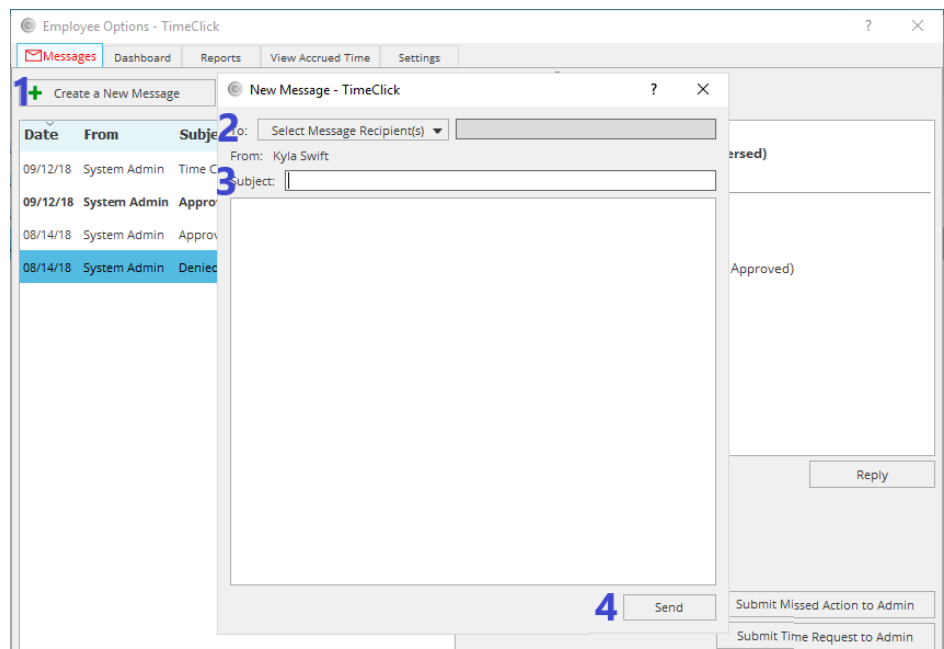 Employee Options - TimeClick
Messages Dashboard Reports View Accrued Time Settings
1 Create a New Message
New Message - TimeClick
Date From Subje
2 To: Select Message Recipient(s)
From: Kyla Swift
3 Subject:
09/12/18 System Admin Time C
09/12/18 System Admin Approv
08/14/18 System Admin Approv
08/14/18 System Admin Denied
ersed)
Approved)
Reply
4 Send
Submit Missed Action to Admin
Submit Time Request to Admin